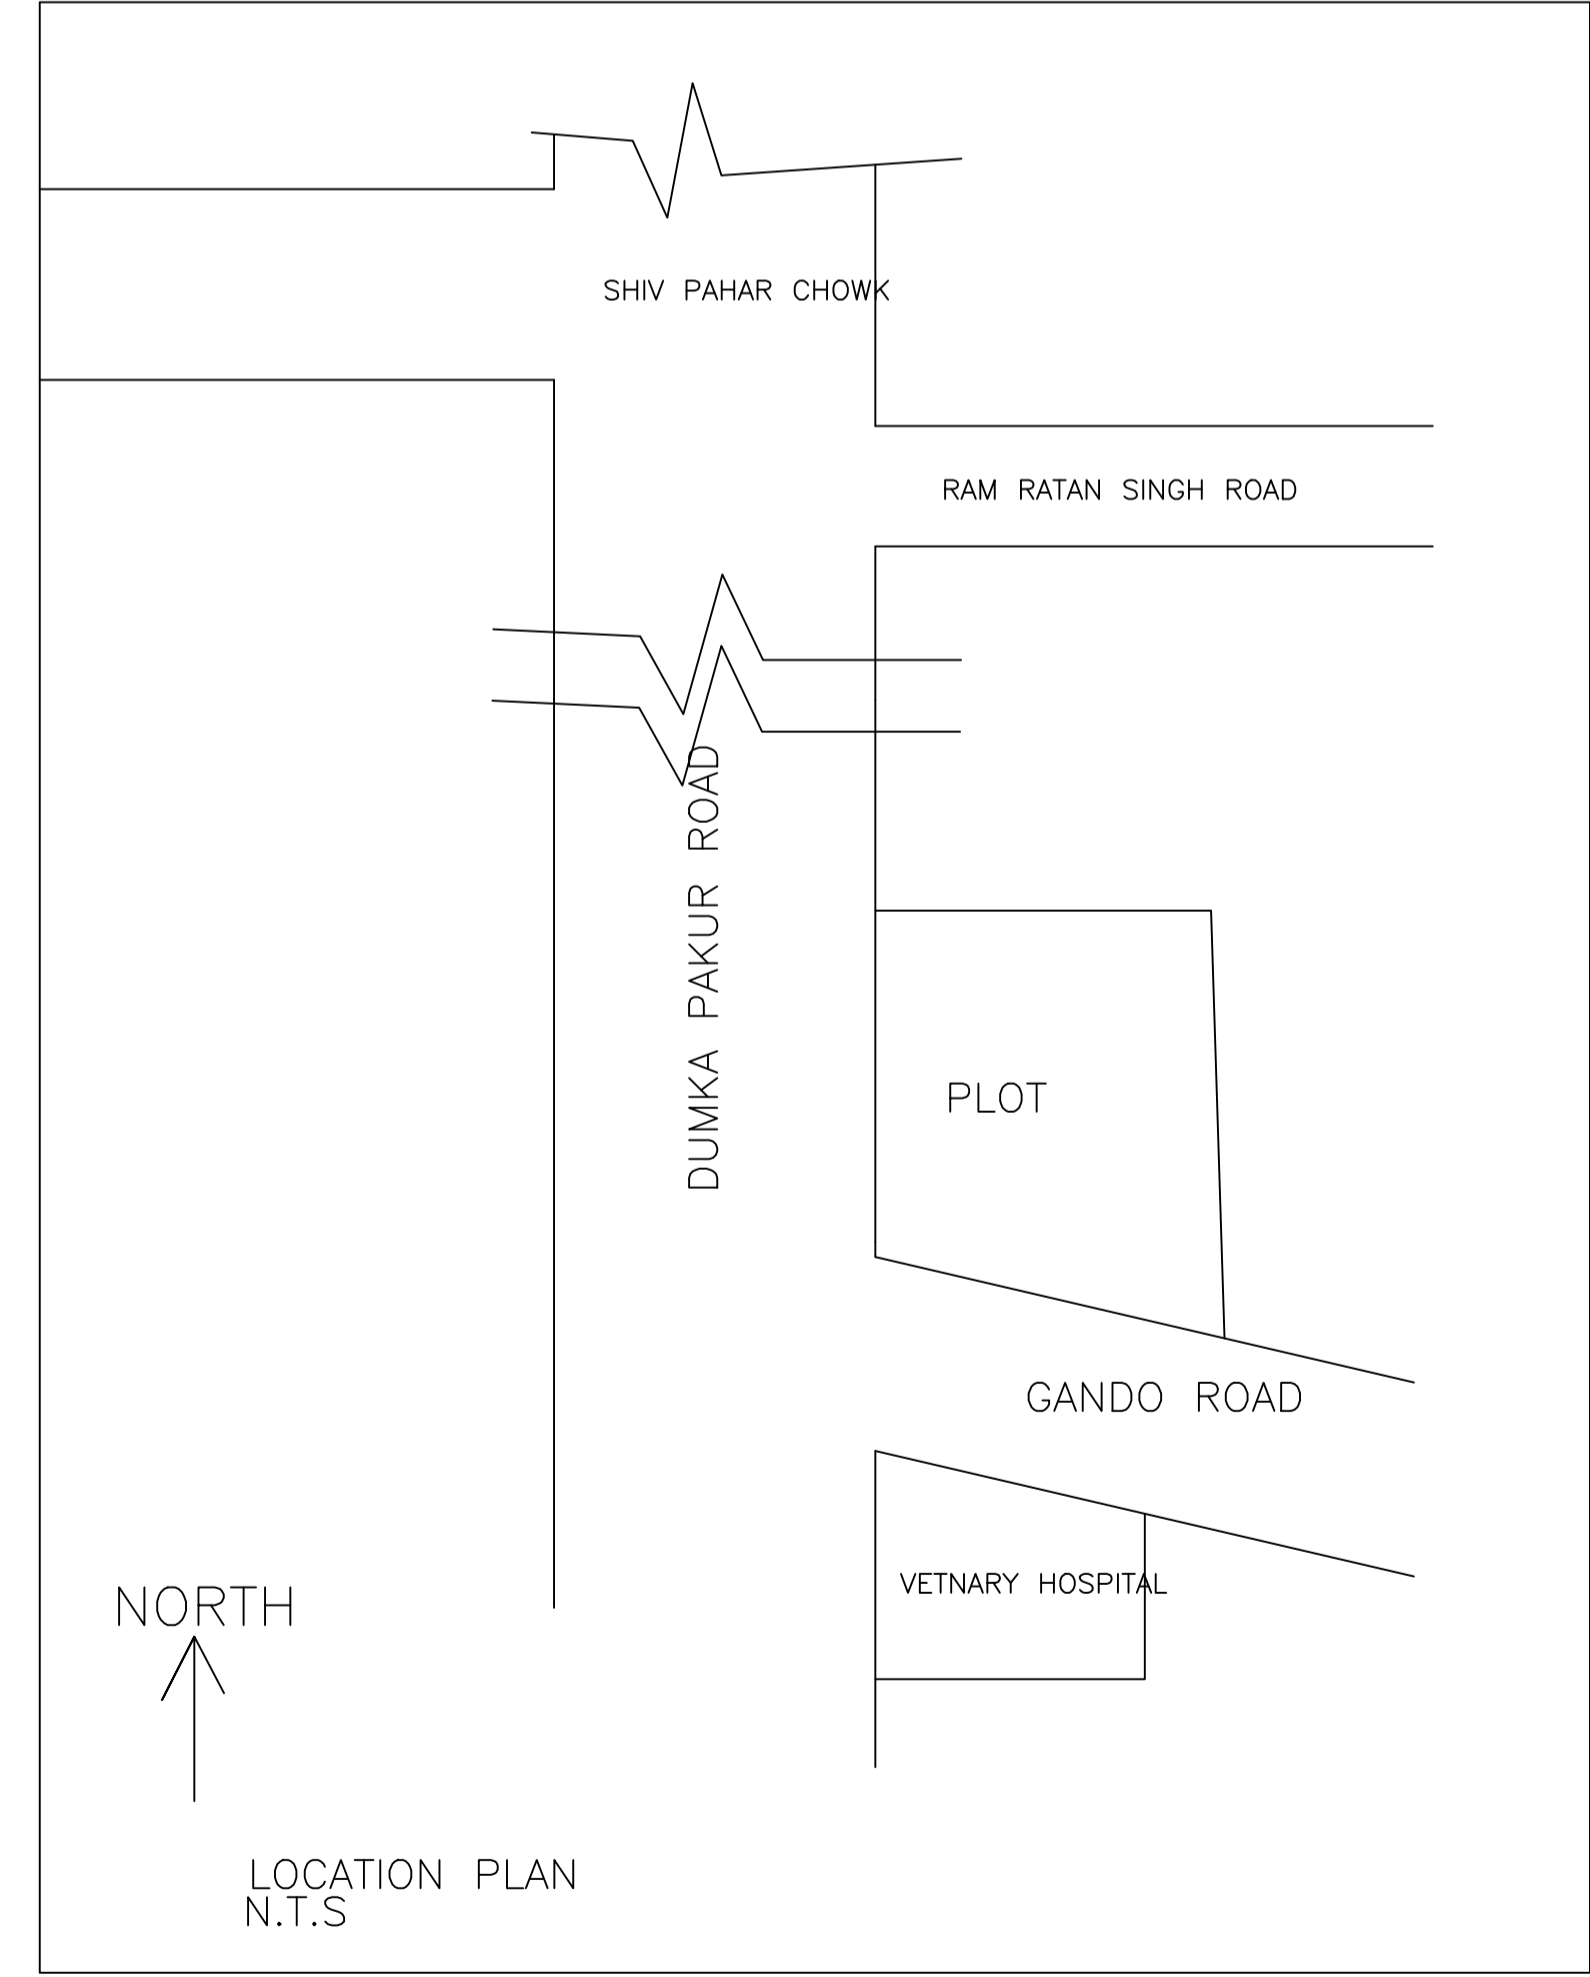 SHIV PAHAR CHOWK
RAM RATAN SINGH ROAD
DUMKA PAKUR ROAD
PLOT
GANDO ROAD
VETNARY HOSPITAL
NORTH
LOCATION PLAN
N.T.S